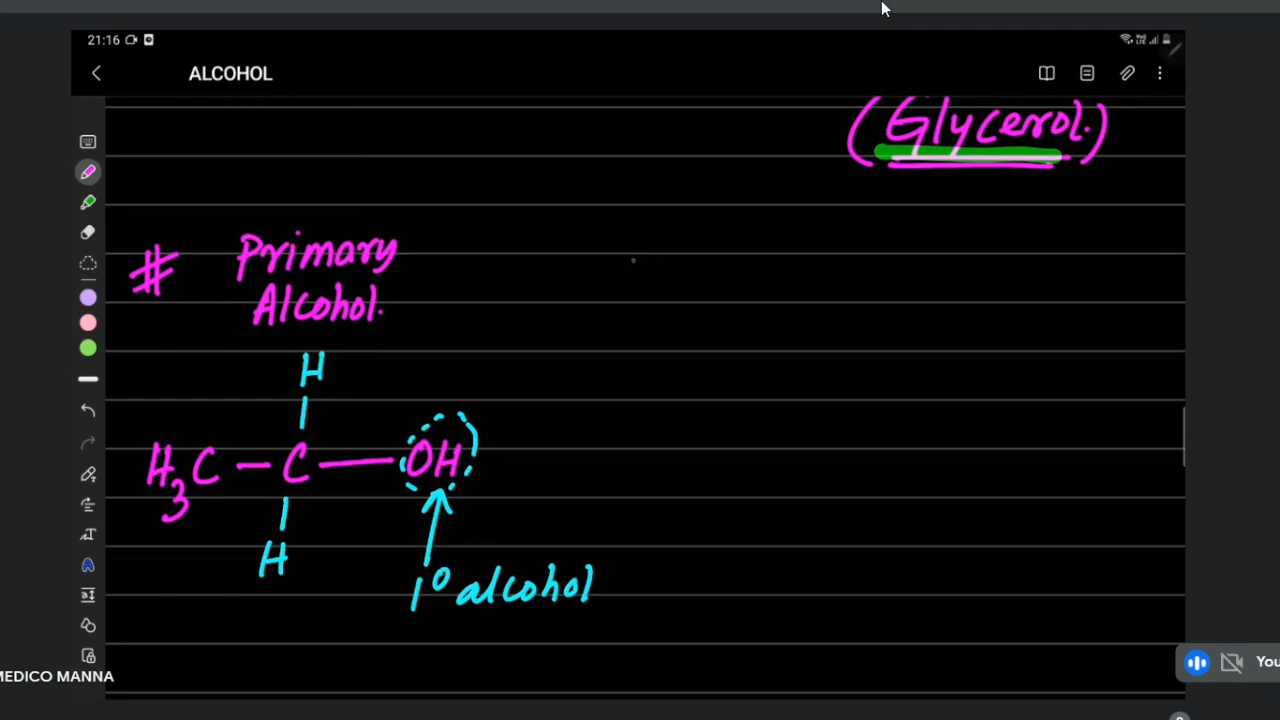 21:16
ALCOHOL
(Glycerol.)
# Primary
Alcohol.
H
H3C - C — OH
H
1° alcohol
MEDICO MANNA
You